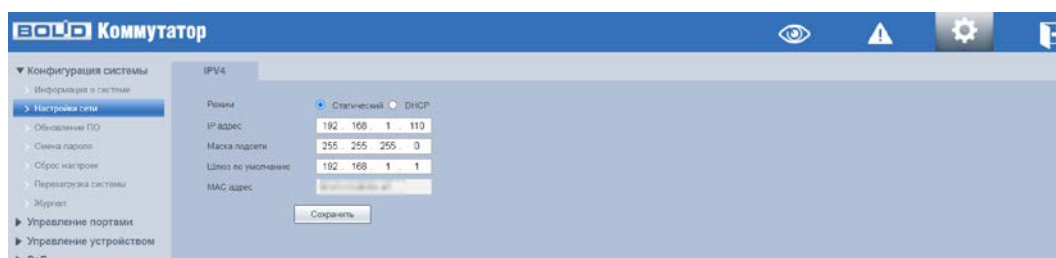 BOLID Коммутатор
Конфигурация системы
Информация о системе
Настройки сети
Обновление ПО
Смена пароля
Сброс настроек
Перезагрузка системы
Журнал
Управление портами
Управление устройством
PoE
IPV4
Режим Статический DHCP
IP адрес 192 . 168 . 1 . 110
Маска подсети 255 . 255 . 255 . 0
Шлюз по умолчанию 192 . 168 . 1 . 1
MAC адрес
Сохранить